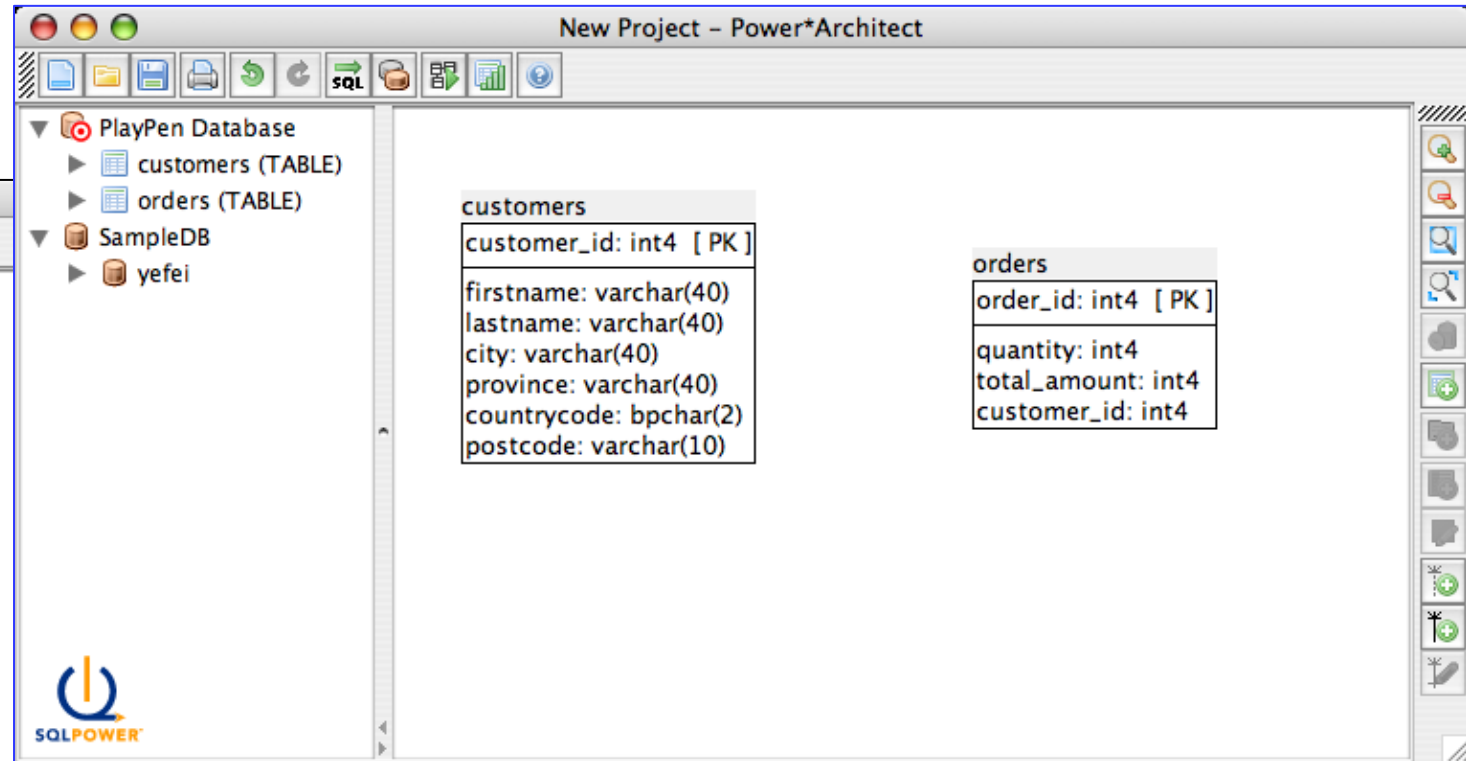 New Project – Power*Architect
SQL
PlayPen Database
customers (TABLE)
orders (TABLE)
SampleDB
yefei
customers
customer_id: int4 [ PK ]
firstname: varchar(40)
lastname: varchar(40)
city: varchar(40)
province: varchar(40)
countrycode: bpchar(2)
postcode: varchar(10)
orders
order_id: int4 [ PK ]
quantity: int4
total_amount: int4
customer_id: int4
SQLPOWER